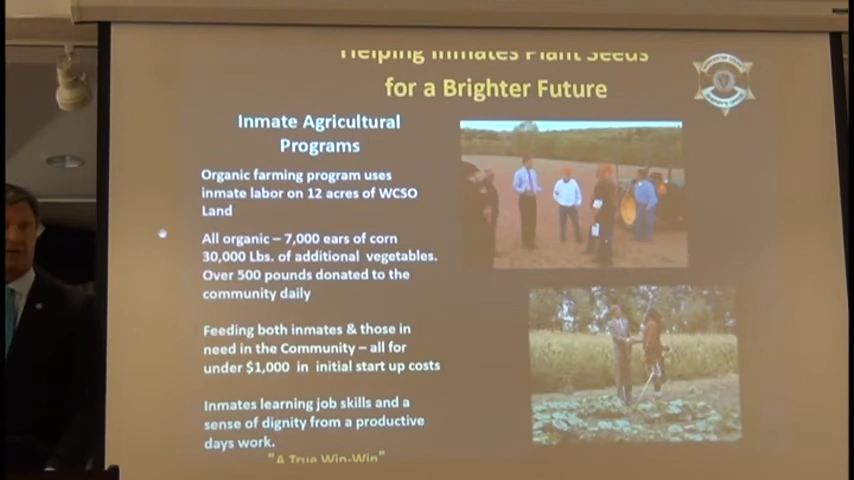 Helping Inmates Plant Seeds
for a Brighter Future
Inmate Agricultural
Programs
Organic farming program uses
inmate labor on 12 acres of WCSO
Land
All organic – 7,000 ears of corn
30,000 Lbs. of additional vegetables.
Over 500 pounds donated to the
community daily
Feeding both inmates & those in
need in the Community – all for
under $1,000 in initial start up costs
Inmates learning job skills and a
sense of dignity from a productive
days work.
"A True Win-Win"